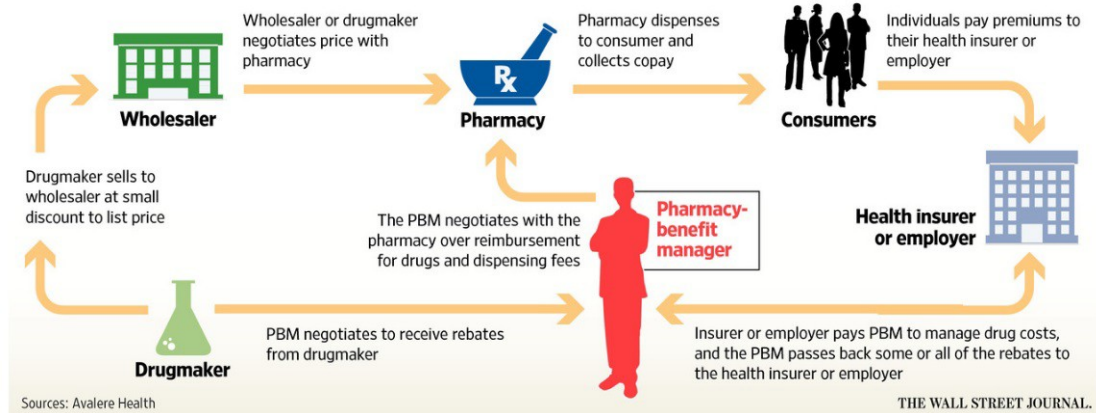 Wholesaler or drugmaker
negotiates price with
pharmacy
Pharmacy dispenses
to consumer and
collects copay
Individuals pay premiums to
their health insurer or
employer
Rx
Wholesaler
Pharmacy
Consumers
Drugmaker sells to
wholesaler at small
discount to list price
The PBM negotiates with the
pharmacy over reimbursement
for drugs and dispensing fees
Pharmacy-
benefit
manager
Health insurer
or employer
PBM negotiates to receive rebates
from drugmaker
Insurer or employer pays PBM to manage drug costs,
and the PBM passes back some or all of the rebates to
the health insurer or employer
Drugmaker
Sources: Avalere Health
THE WALL STREET JOURNAL.